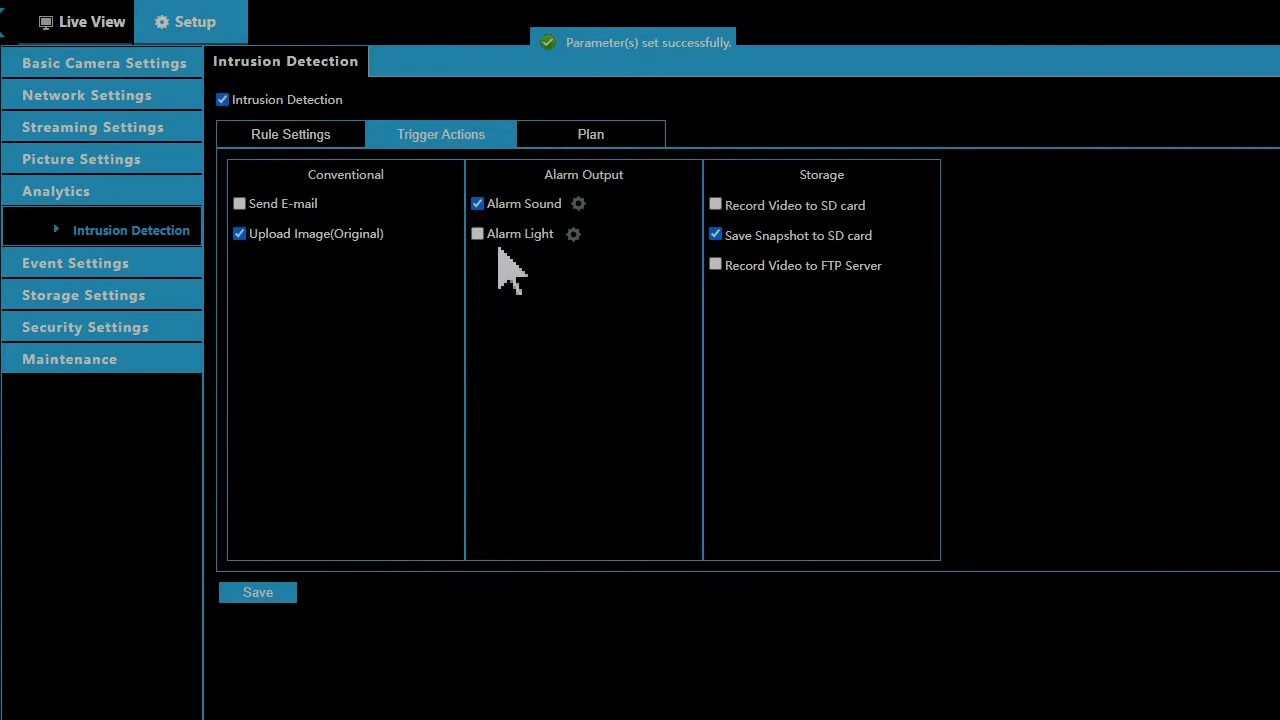 Live View
Setup
Parameter(s) set successfully.
Basic Camera Settings
Network Settings
Streaming Settings
Picture Settings
Analytics
Intrusion Detection
Event Settings
Storage Settings
Security Settings
Maintenance
Intrusion Detection
Intrusion Detection
Rule Settings
Trigger Actions
Plan
Conventional
Send E-mail
Upload Image(Original)
Alarm Output
Alarm Sound
Alarm Light
Storage
Record Video to SD card
Save Snapshot to SD card
Record Video to FTP Server
Save